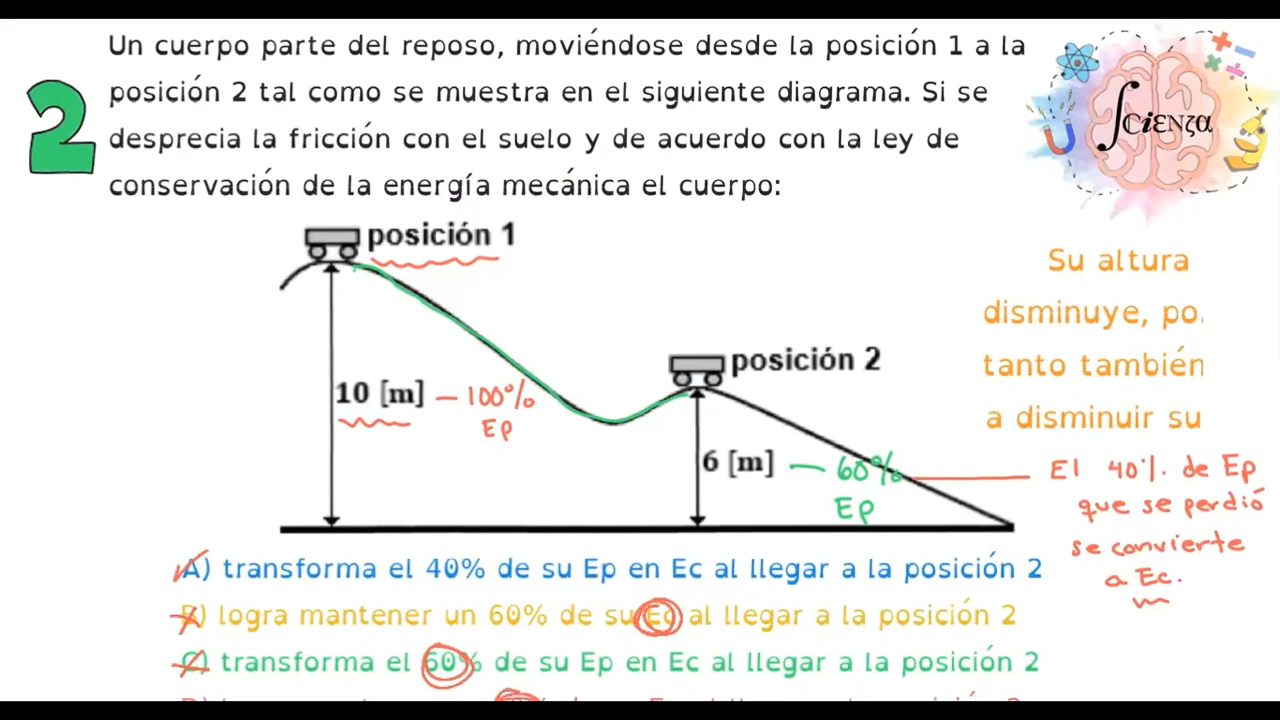 Un cuerpo parte del reposo, moviéndose desde la posición 1 a la
2
posición 2 tal como se muestra en el siguiente diagrama. Si se
desprecia la fricción con el suelo y de acuerdo con la ley de
conservación de la energía mecánica el cuerpo:
∫CiENζα
posición 1
Su altura
disminuye, po
posición 2
tanto también
10 [m] – 100%
Ep
a disminuir su
6 [m] – 60%
Ep
El 40%. de Ep
que se perdió
se convierte
a Ec.
A) transforma el 40% de su Ep en Ec al llegar a la posición 2
B) logra mantener un 60% de su Ec al llegar a la posición 2
C) transforma el 60% de su Ep en Ec al llegar a la posición 2